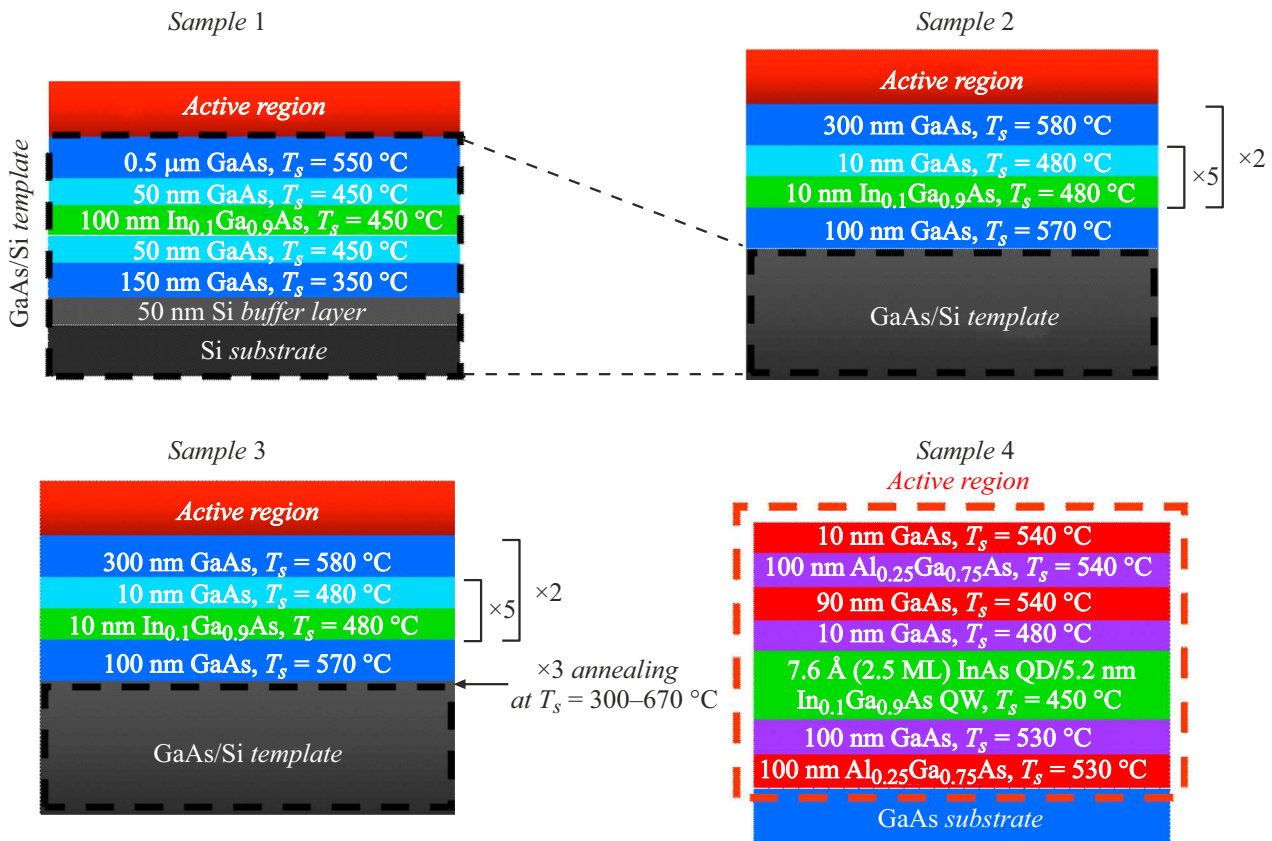 Sample 1
Active region
0.5 μm GaAs, Tₛ = 550 °C
50 nm GaAs, Tₛ = 450 °C
100 nm In₀.₁Ga₀.₉As, Tₛ = 450 °C
50 nm GaAs, Tₛ = 450 °C
150 nm GaAs, Tₛ = 350 °C
50 nm Si buffer layer
Si substrate
GaAs/Si template
Sample 2
Active region
300 nm GaAs, Tₛ = 580 °C
10 nm GaAs, Tₛ = 480 °C
10 nm In₀.₁Ga₀.₉As, Tₛ = 480 °C
100 nm GaAs, Tₛ = 570 °C
GaAs/Si template
×5
×2
Sample 3
Active region
300 nm GaAs, Tₛ = 580 °C
10 nm GaAs, Tₛ = 480 °C
10 nm In₀.₁Ga₀.₉As, Tₛ = 480 °C
100 nm GaAs, Tₛ = 570 °C
GaAs/Si template
×5
×2
×3 annealing
at Tₛ = 300–670 °C
Sample 4
Active region
10 nm GaAs, Tₛ = 540 °C
100 nm Al₀.₂₅Ga₀.₇₅As, Tₛ = 540 °C
90 nm GaAs, Tₛ = 540 °C
10 nm GaAs, Tₛ = 480 °C
7.6 Å (2.5 ML) InAs QD/5.2 nm
In₀.₁Ga₀.₉As QW, Tₛ = 450 °C
100 nm GaAs, Tₛ = 530 °C
100 nm Al₀.₂₅Ga₀.₇₅As, Tₛ = 530 °C
GaAs substrate